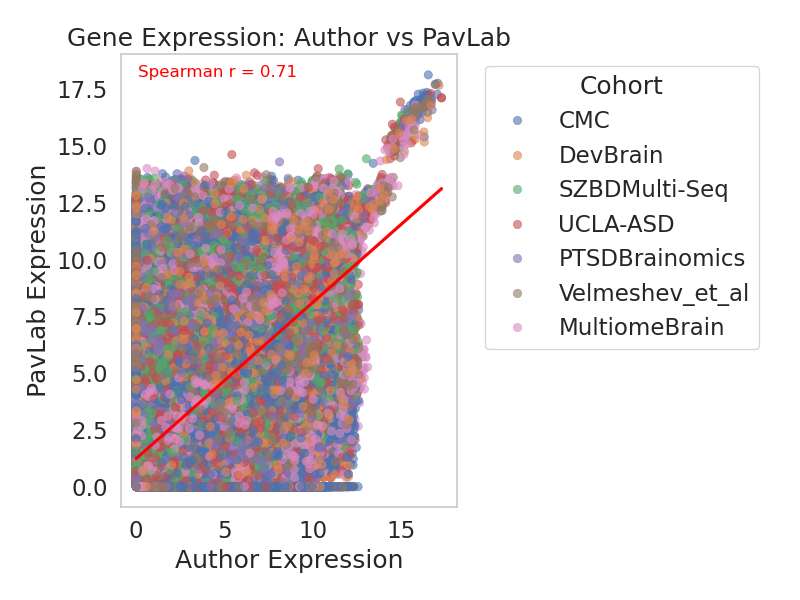 Gene Expression: Author vs PavLab
Spearman r = 0.71
17.5
15.0
12.5
10.0
7.5
5.0
2.5
0.0
PavLab Expression
0 5 10 15
Author Expression
Cohort
CMC
DevBrain
SZBDMulti-Seq
UCLA-ASD
PTSDBrainomics
Velmeshev_et_al
MultiomeBrain